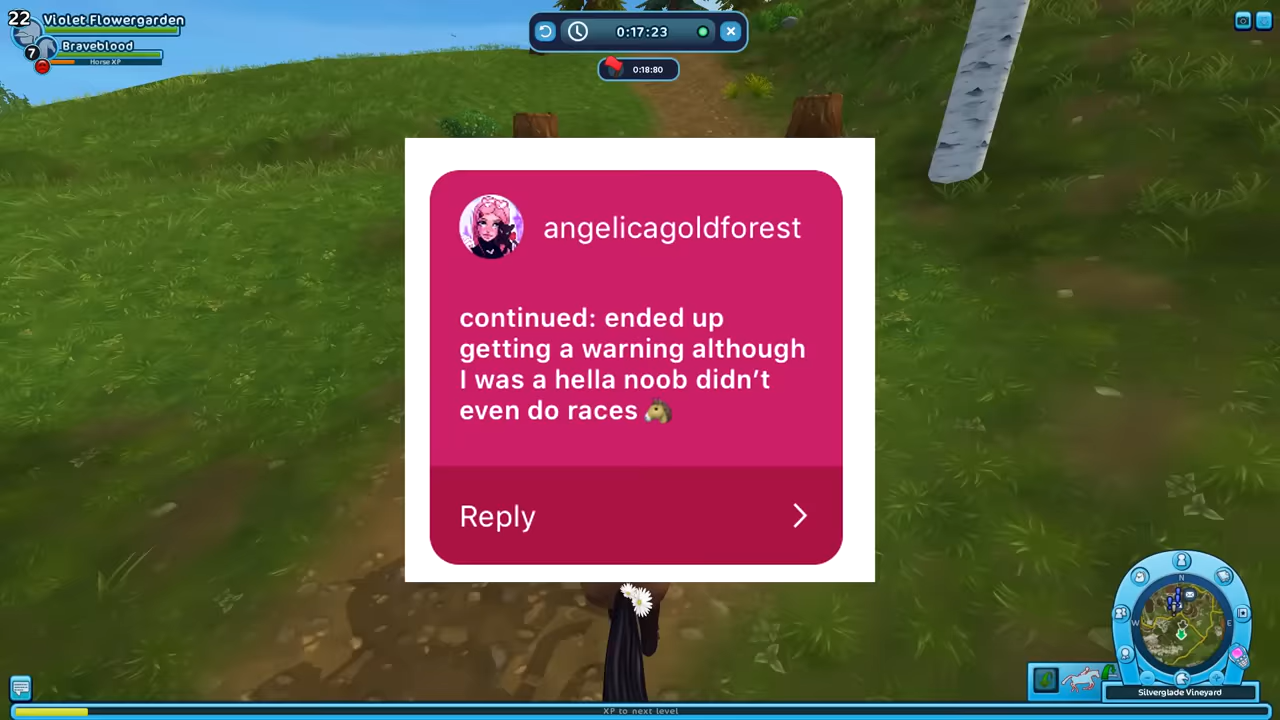 22 Violet Flowergarden
7 Braveblood
Horse XP
0:17:23
0:18:80
angelicagoldforest
continued: ended up
getting a warning although
I was a hella noob didn’t
even do races 🐴
Reply
N
W
E
Silverglade Vineyard
XP to next level